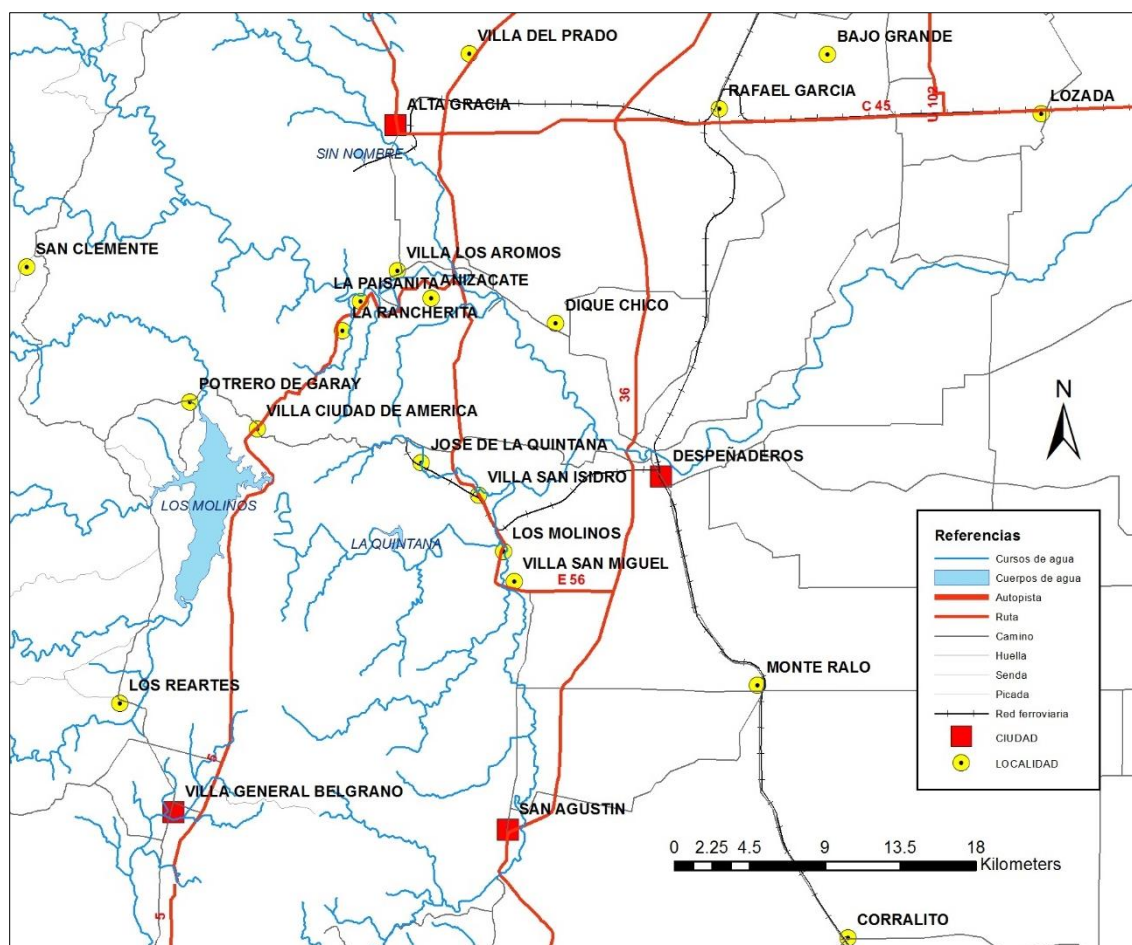 VILLA DEL PRADO
BAJO GRANDE
RAFAEL GARCIA
ALTA GRACIA
C 45
U 102
LOZADA
SIN NOMBRE
SAN CLEMENTE
VILLA LOS AROMOS
LA PAISANITA
ANIZACATE
LA RANCHERITA
DIQUE CHICO
POTRERO DE GARAY
36
N
VILLA CIUDAD DE AMERICA
JOSE DE LA QUINTANA
DESPEÑADEROS
VILLA SAN ISIDRO
LOS MOLINOS
LA QUINTANA
LOS MOLINOS
VILLA SAN MIGUEL
E 56
Referencias
Cursos de agua
Cuerpos de agua
Autopista
Ruta
Camino
Huella
Senda
Picada
Red ferroviaria
CIUDAD
LOCALIDAD
MONTE RALO
LOS REARTES
5
VILLA GENERAL BELGRANO
SAN AGUSTIN
0 2.25 4.5 9 13.5 18
Kilometers
5
CORRALITO